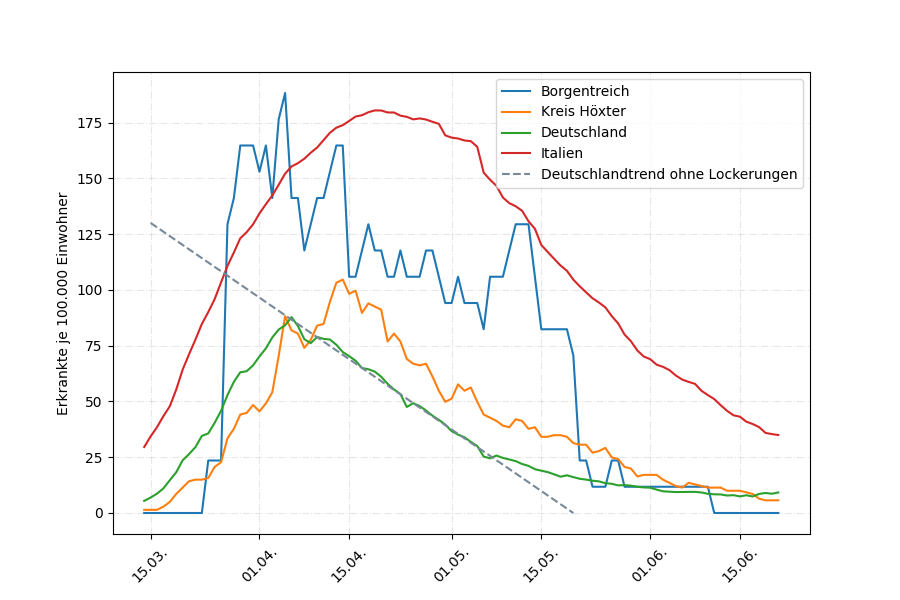 Borgentreich
Kreis Höxter
Deutschland
Italien
Deutschlandtrend ohne Lockerungen
Erkrankte je 100.000 Einwohner
175
150
125
100
75
50
25
0
15.03.
01.04.
15.04.
01.05.
15.05.
01.06.
15.06.